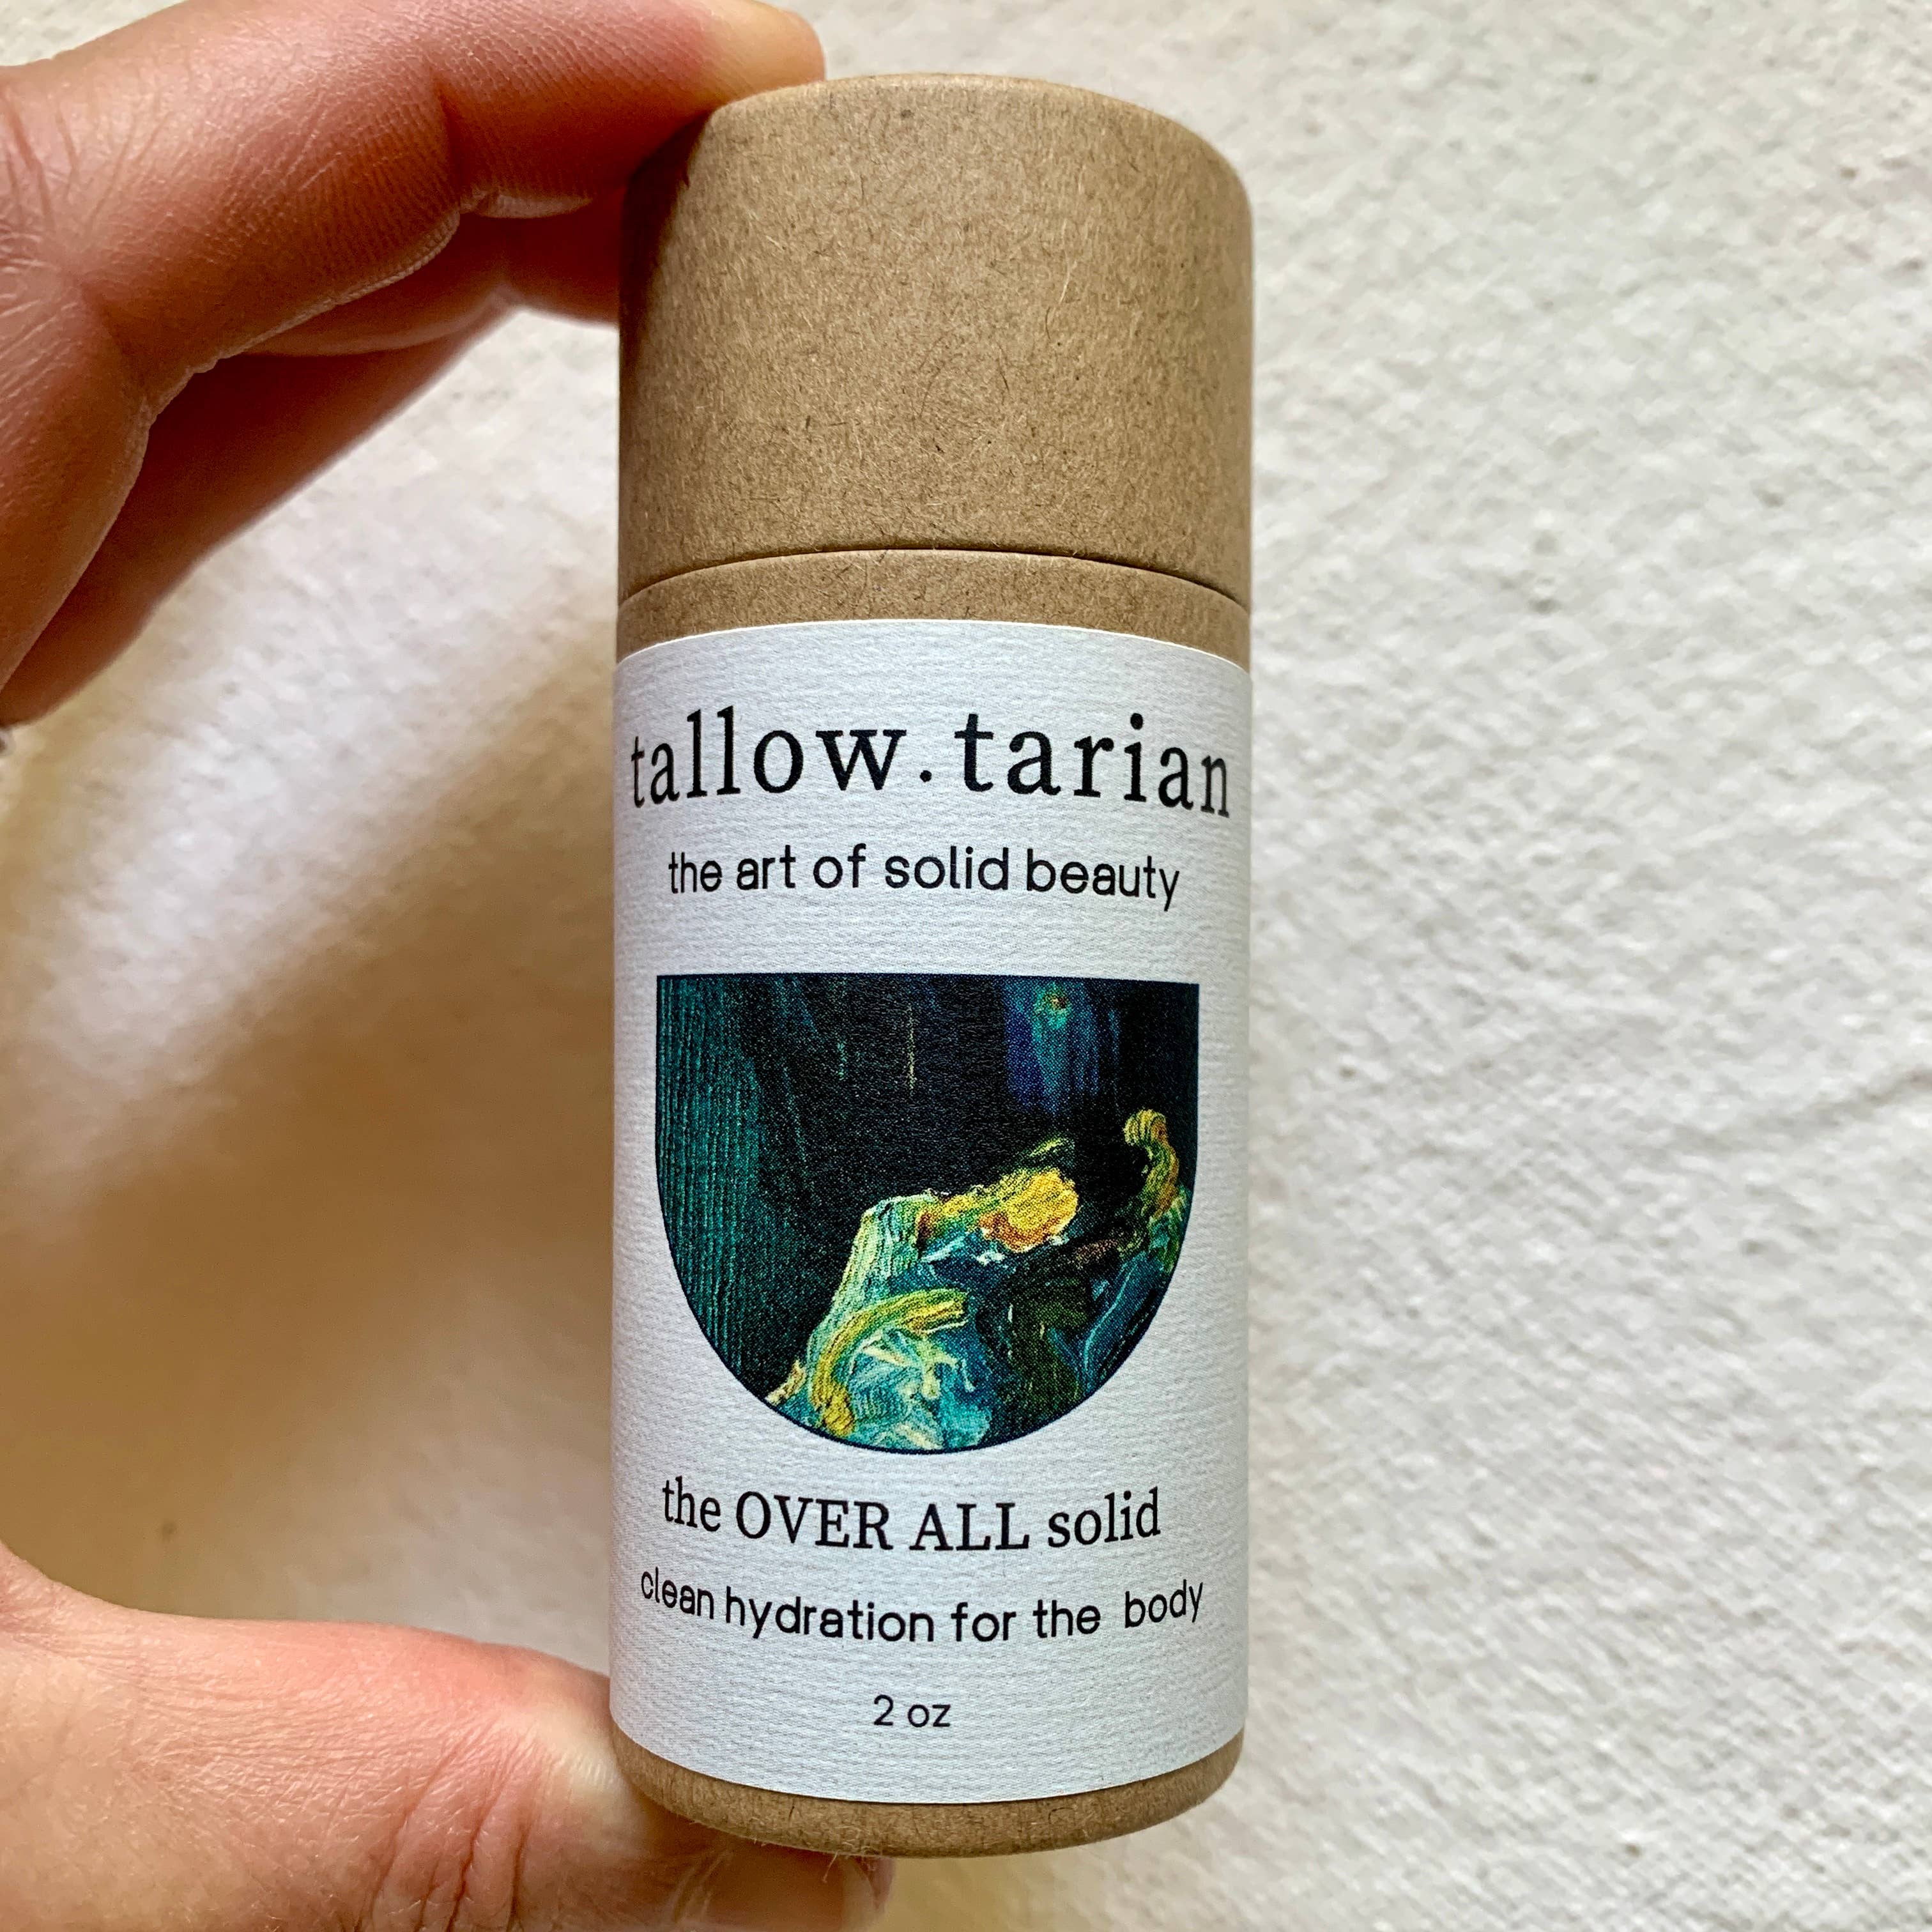 tallow.tarian
the art of solid beauty
the OVER ALL solid
clean hydration for the body
2 oz